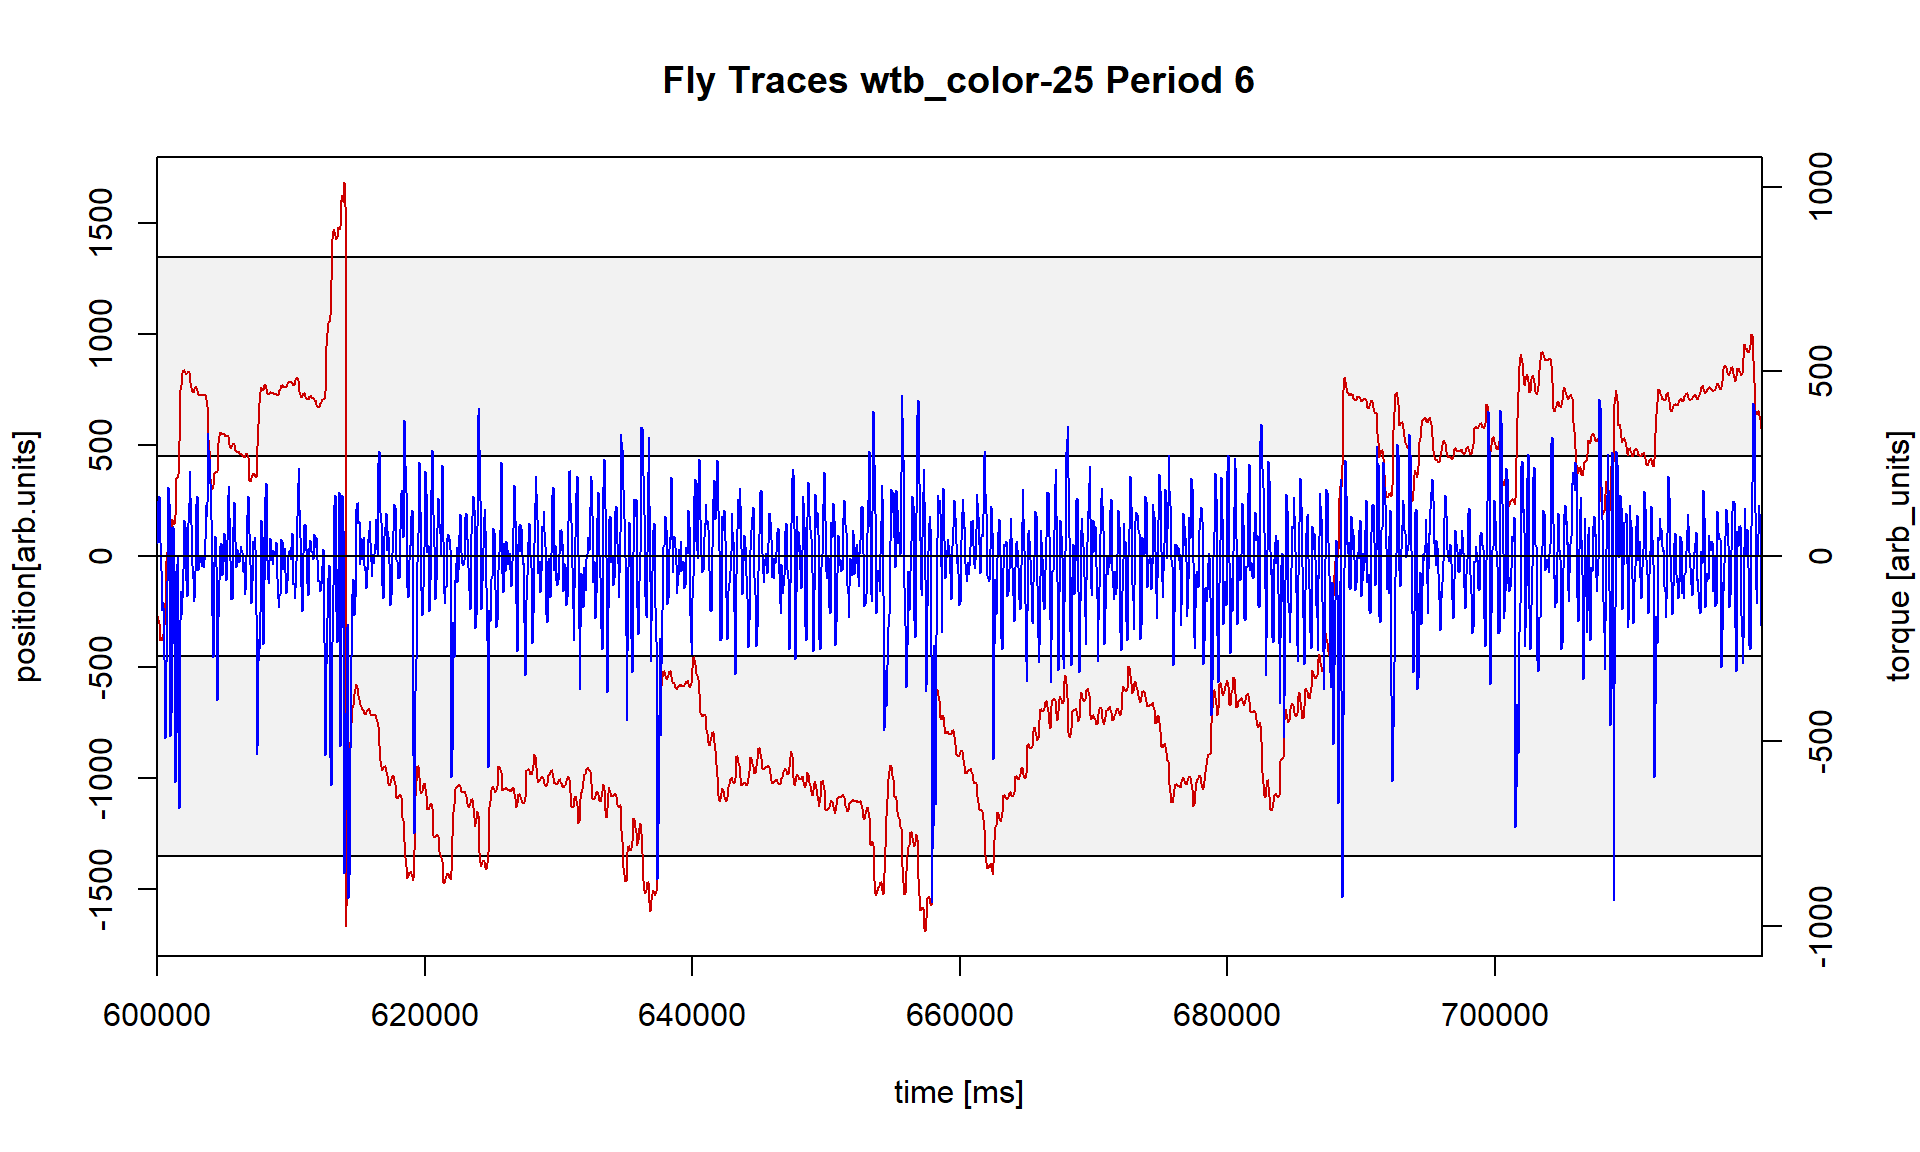 Fly Traces wtb_color-25 Period 6
position[arb.units]
1500
1000
500
0
-500
-1000
-1500
1000
500
0
-500
-1000
torque [arb_units]
600000 620000 640000 660000 680000 700000
time [ms]